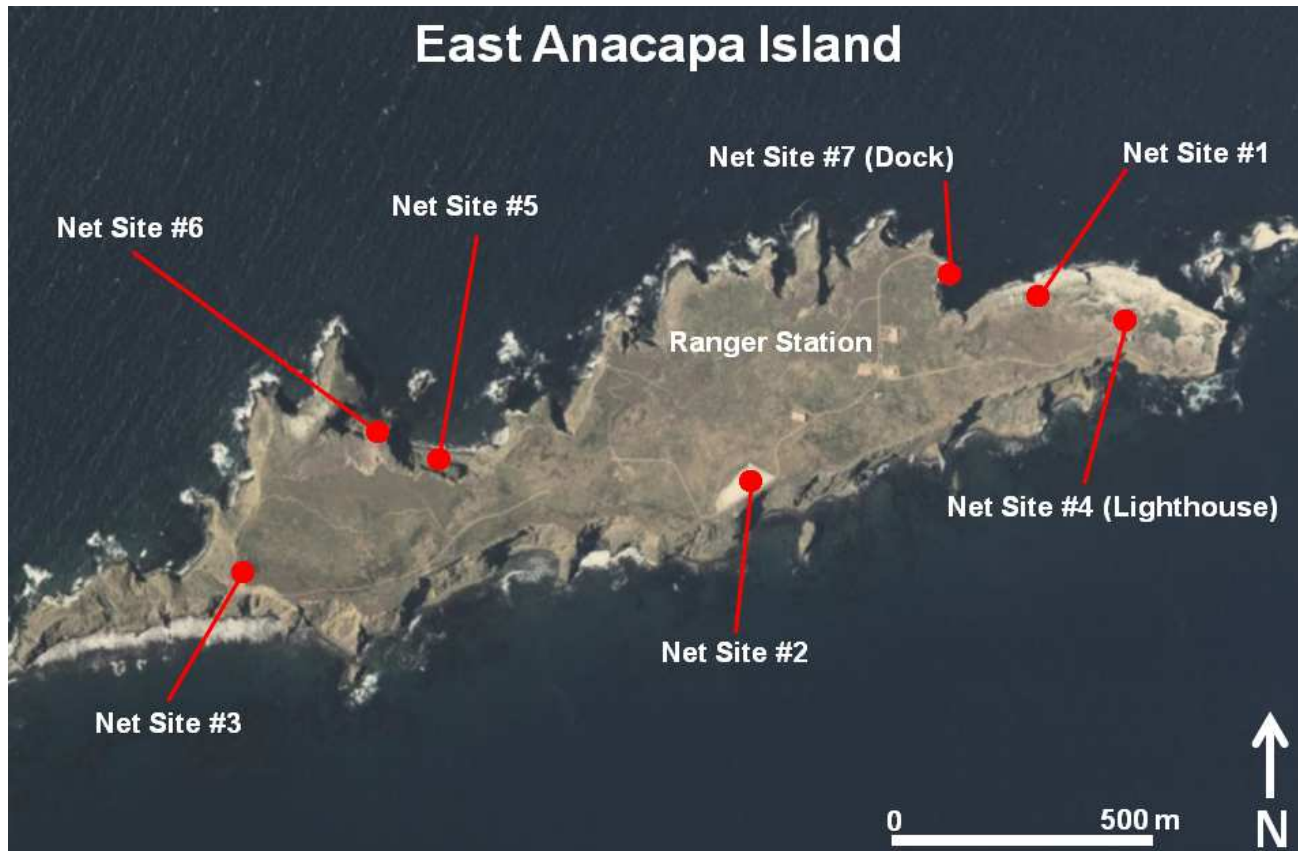 East Anacapa Island
Net Site #7 (Dock)
Net Site #1
Net Site #5
Net Site #6
Ranger Station
Net Site #4 (Lighthouse)
Net Site #2
Net Site #3
0 500 m
N